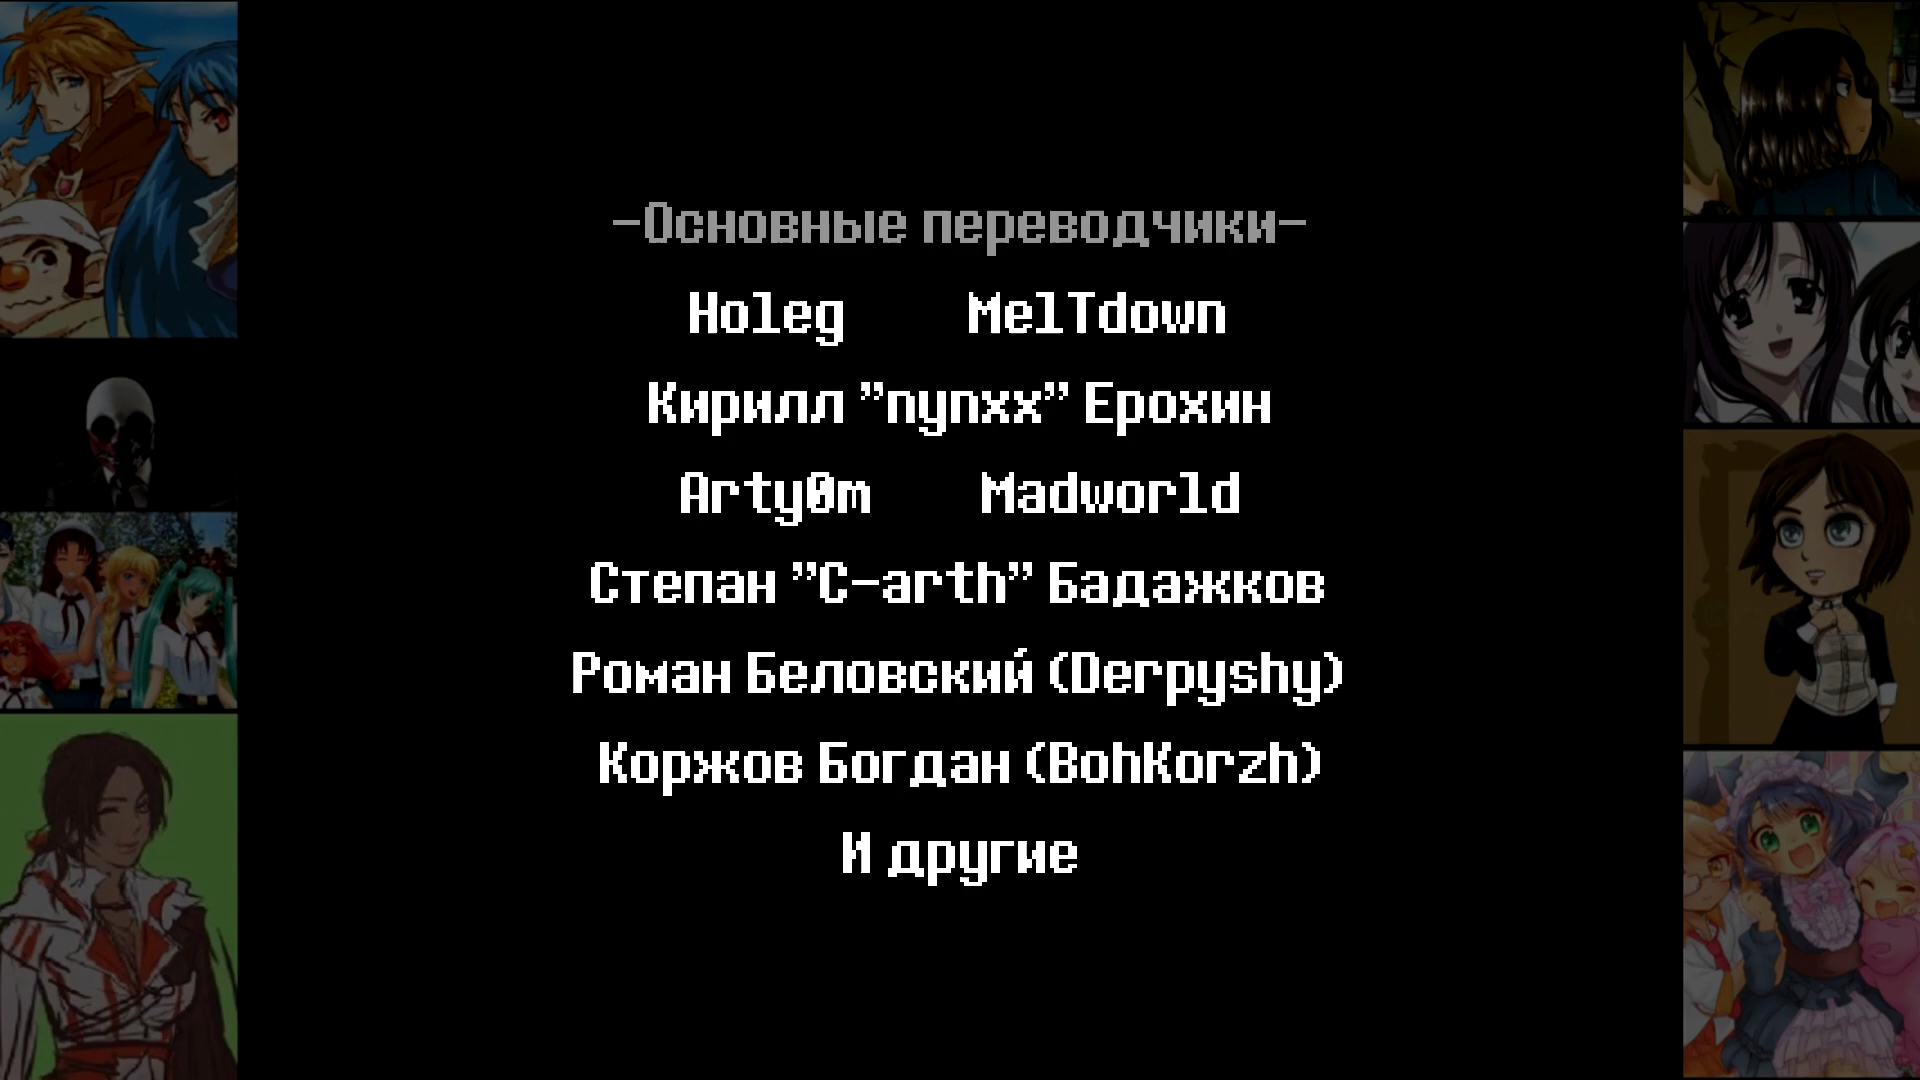 -Основные переводчики-
Holeg MelTdown
Кирилл "nynxx" Ерохин
Arty0m Madworld
Степан "C-arth" Бадажков
Роман Беловский (Derpyshy)
Коржов Богдан (BohKorzh)
И другие